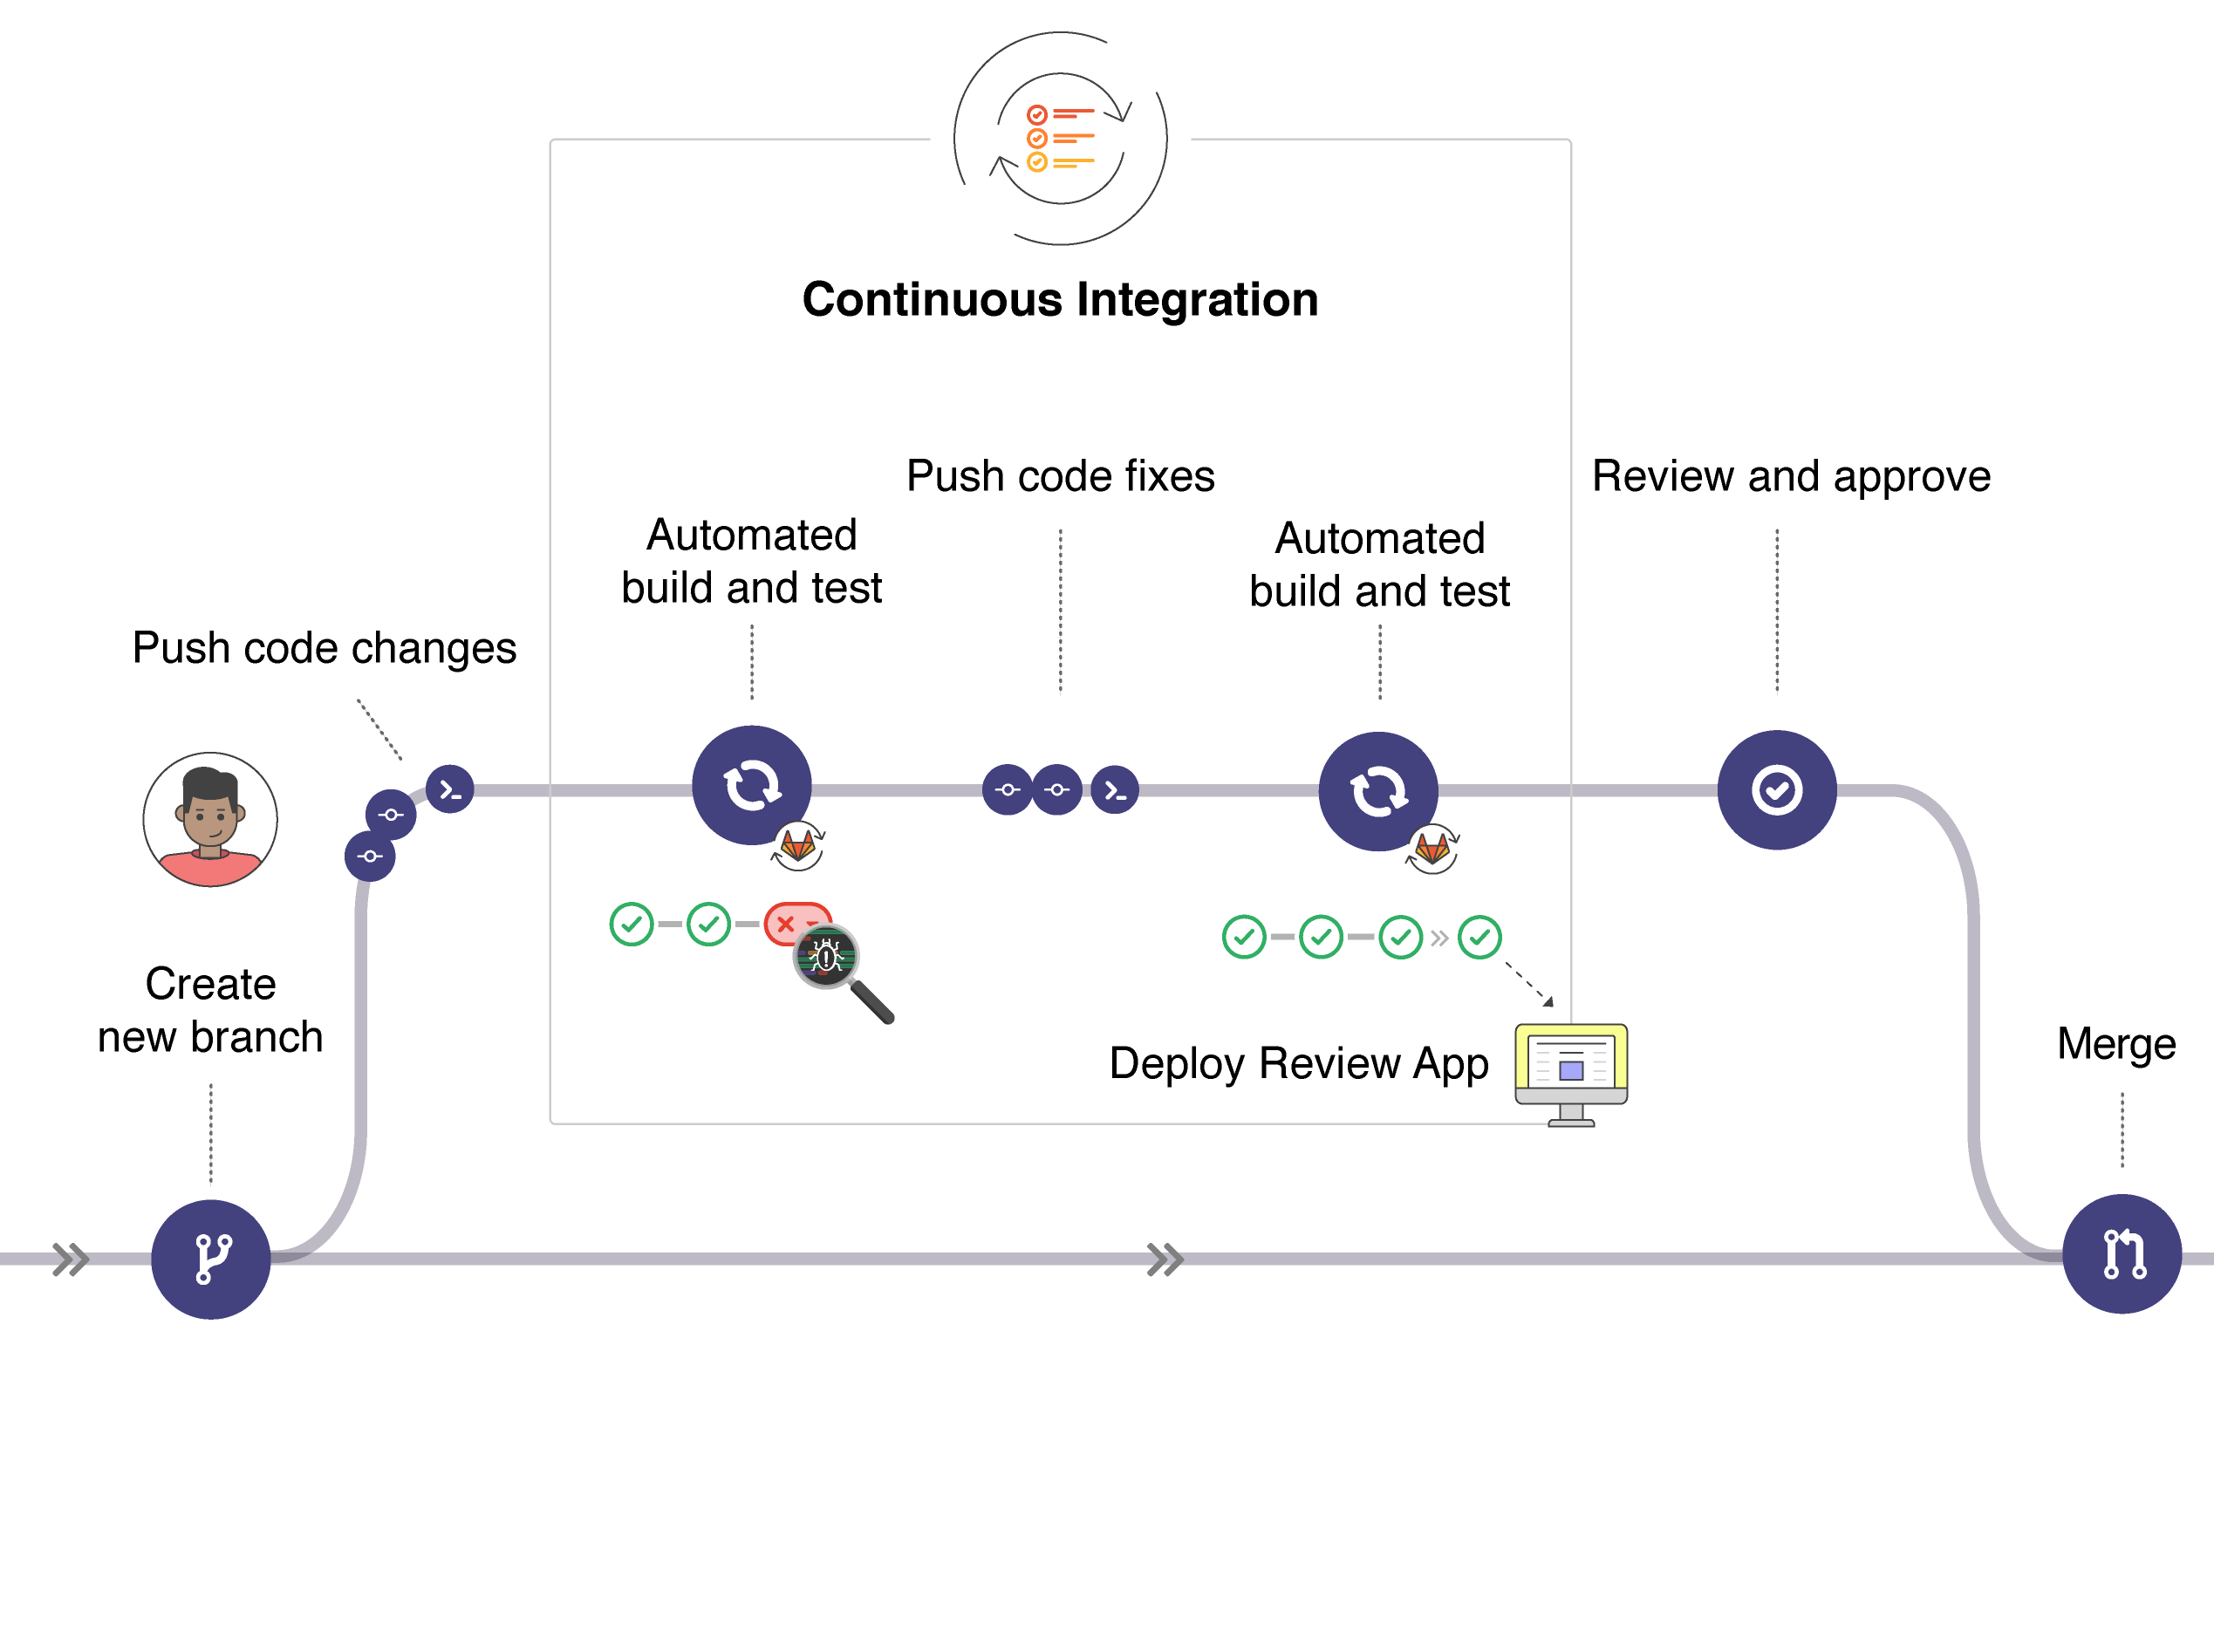 Continuous Integration
Push code fixes
Review and approve
Automated
build and test
Automated
build and test
Push code changes
Create
new branch
Deploy Review App
Merge